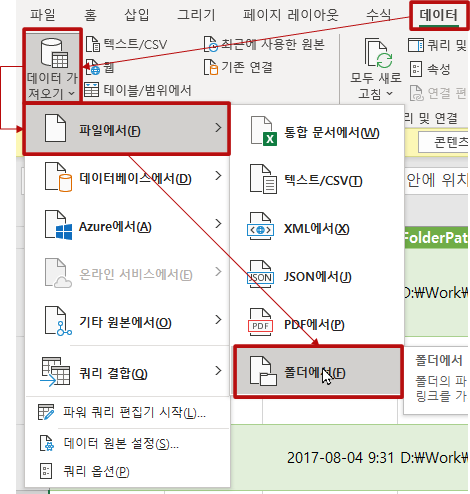 파일 홈 삽입 그리기 페이지 레이아웃 수식 데이터
데이터 가
져오기
텍스트/CSV
웹
테이블/범위에서
최근에 사용한 원본
기존 연결
모두 새로
고침
쿼리 및
속성
연결 편
리 및 연결
콘텐츠
파일에서(F)
데이터베이스에서(D)
Azure에서(A)
온라인 서비스에서(E)
기타 원본에서(O)
쿼리 결합(Q)
파워 쿼리 편집기 시작(L)...
데이터 원본 설정(S)...
쿼리 옵션(P)
통합 문서에서(W)
텍스트/CSV(T)
XML에서(X)
JSON에서(J)
PDF에서(P)
폴더에서(F)
안에 위치
FolderPat
D:\Work\
폴더에서
폴더의 파
링크를 가
2017-08-04 9:31 D:\Work\